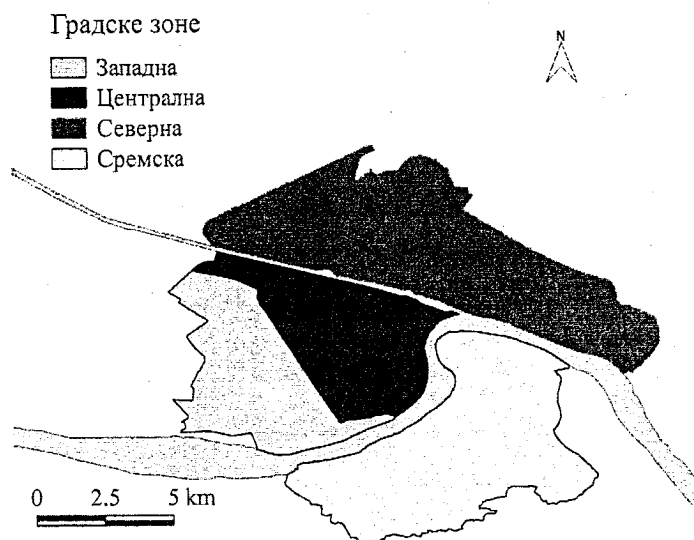 Градске зоне
Западна
Централна
Северна
Сремска
N
0 2.5 5 km